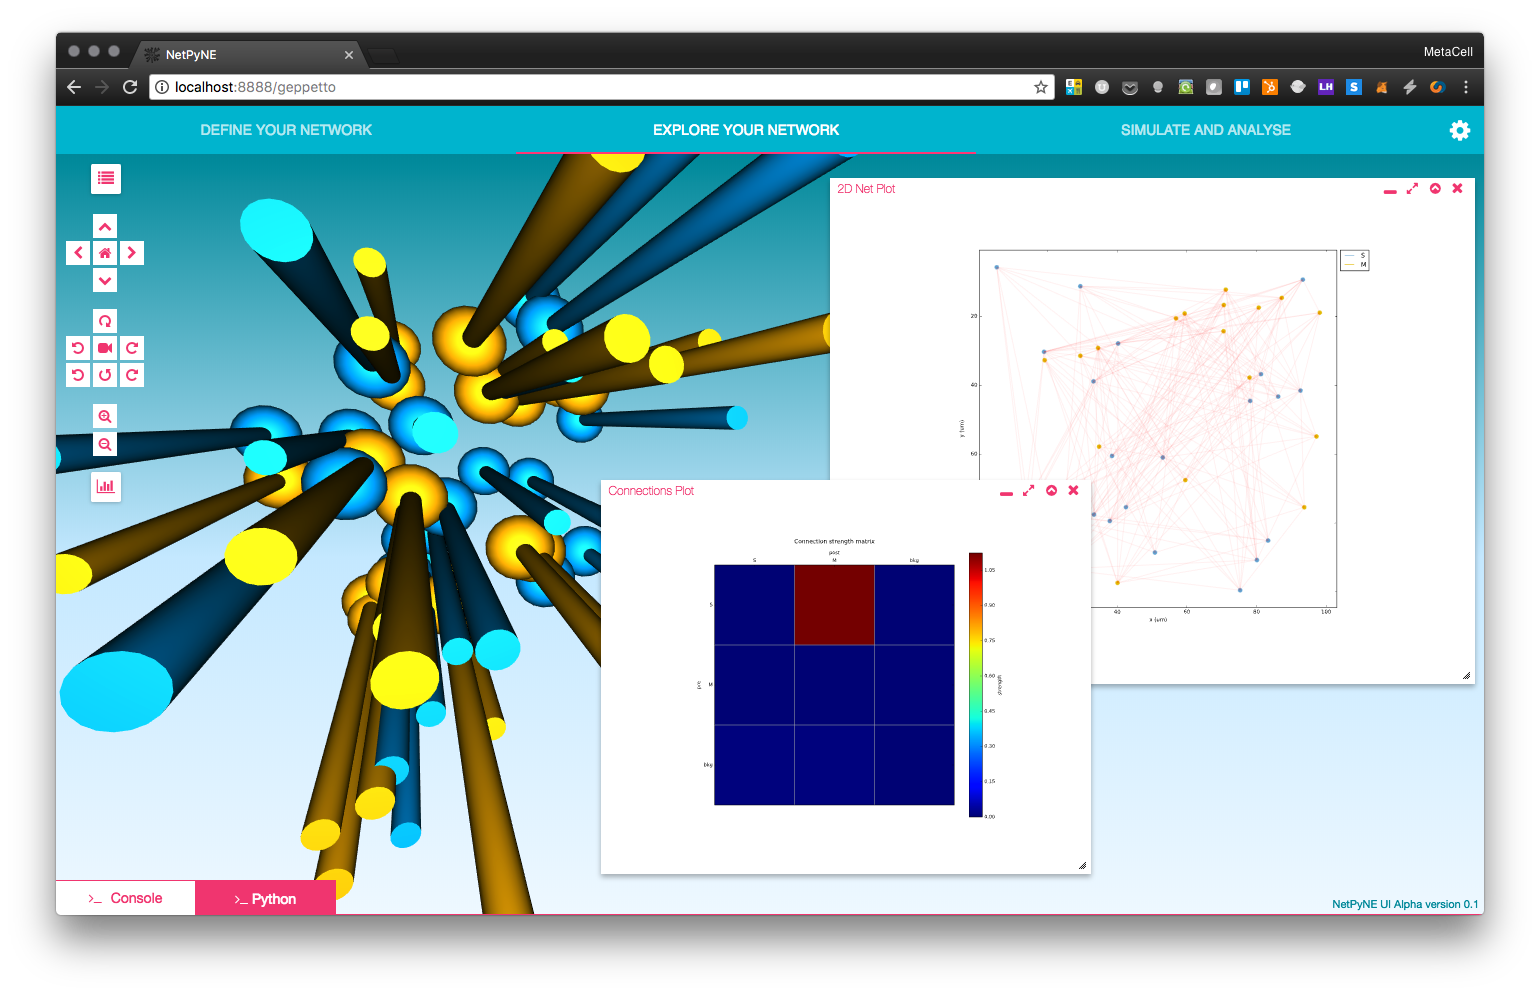 NetPyNE
MetaCell
localhost:8888/geppetto
DEFINE YOUR NETWORK
EXPLORE YOUR NETWORK
SIMULATE AND ANALYSE
2D Net Plot
S
M
20
40
60
y (um)
40
60
80
100
x (um)
Connections Plot
Connection strength matrix
post
S
M
bkg
S
M
bkg
pre
1.05
0.90
0.75
0.60
0.45
0.30
0.15
0.00
strength
>_ Console
>_ Python
NetPyNE UI Alpha version 0.1
LH
S